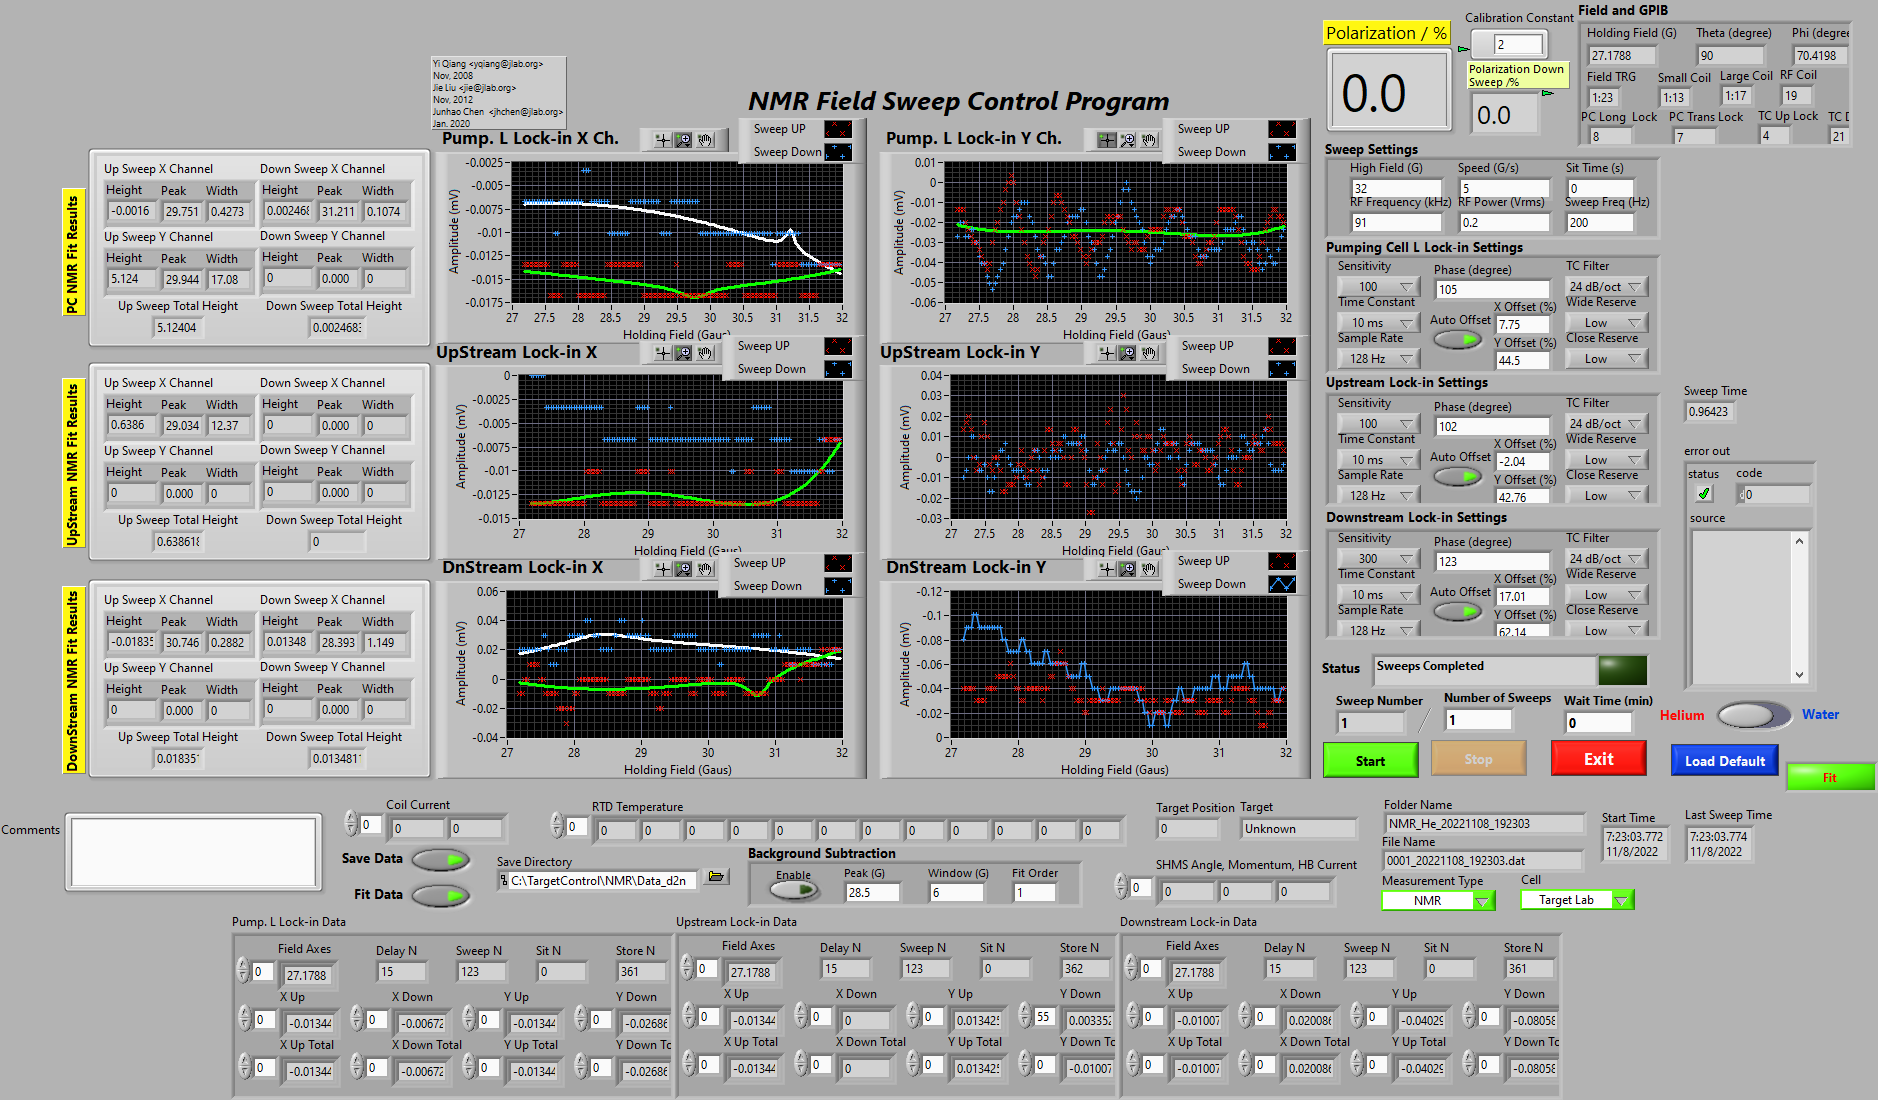 Yi Qiang <yqiang@jlab.org>
Nov, 2008
Jie Liu <jie@jlab.org>
Nov, 2012
Junhao Chen <jhchen@jlab.org>
Jan. 2020
NMR Field Sweep Control Program
Polarization / %
0.0
Calibration Constant
2
Polarization Down
Sweep /%
0.0
Field and GPIB
Holding Field (G) Theta (degree) Phi (degree
27.1788 90 70.4198
Field TRG Small Coil Large Coil RF Coil
1:23 1:13 1:17 19
PC Long Lock PC Trans Lock TC Up Lock TC D
8 7 4 21
PC NMR Fit Results
Up Sweep X Channel Down Sweep X Channel
Height Peak Width Height Peak Width
-0.0016 29.751 0.4273 0.002468 31.211 0.1074
Up Sweep Y Channel Down Sweep Y Channel
Height Peak Width Height Peak Width
5.124 29.944 17.08 0 0.000 0
Up Sweep Total Height Down Sweep Total Height
5.12404 0.002468
Pump. L Lock-in X Ch.
Sweep UP
Sweep Down
Amplitude (mV)
-0.0025
-0.005
-0.0075
-0.01
-0.0125
-0.015
-0.0175
27 27.5 28 28.5 29 29.5 30 30.5 31 31.5 32
Holding Field (Gaus)
Pump. L Lock-in Y Ch.
Sweep UP
Sweep Down
Amplitude (mV)
0.01
0
-0.01
-0.02
-0.03
-0.04
-0.05
-0.06
27 27.5 28 28.5 29 29.5 30 30.5 31 31.5 32
Holding Field (Gaus)
Sweep Settings
High Field (G) Speed (G/s) Sit Time (s)
32 5 0
RF Frequency (kHz) RF Power (Vrms) Sweep Freq (Hz)
91 0.2 200
Pumping Cell L Lock-in Settings
Sensitivity Phase (degree) TC Filter
100 105 24 dB/oct
Time Constant X Offset (%) Wide Reserve
10 ms Auto Offset 7.75 Low
Sample Rate Y Offset (%) Close Reserve
128 Hz 44.5 Low
UpStream NMR Fit Results
Up Sweep X Channel Down Sweep X Channel
Height Peak Width Height Peak Width
0.6386 29.034 12.37 0 0.000 0
Up Sweep Y Channel Down Sweep Y Channel
Height Peak Width Height Peak Width
0 0.000 0 0 0.000 0
Up Sweep Total Height Down Sweep Total Height
0.638618 0
UpStream Lock-in X
Sweep UP
Sweep Down
Amplitude (mV)
0
-0.0025
-0.005
-0.0075
-0.01
-0.0125
-0.015
27 28 29 30 31 32
Holding Field (Gaus)
UpStream Lock-in Y
Sweep UP
Sweep Down
Amplitude (mV)
0.04
0.03
0.02
0.01
0
-0.01
-0.02
-0.03
27 27.5 28 28.5 29 29.5 30 30.5 31 31.5 32
Holding Field (Gaus)
Upstream Lock-in Settings
Sensitivity Phase (degree) TC Filter
100 102 24 dB/oct
Time Constant X Offset (%) Wide Reserve
10 ms Auto Offset -2.04 Low
Sample Rate Y Offset (%) Close Reserve
128 Hz 42.76 Low
Sweep Time
0.96423
error out
status code
0
source
DownStream NMR Fit Results
Up Sweep X Channel Down Sweep X Channel
Height Peak Width Height Peak Width
-0.01835 30.746 0.2882 0.01348 28.393 1.149
Up Sweep Y Channel Down Sweep Y Channel
Height Peak Width Height Peak Width
0 0.000 0 0 0.000 0
Up Sweep Total Height Down Sweep Total Height
0.01835 0.013481
DnStream Lock-in X
Sweep UP
Sweep Down
Amplitude (mV)
0.06
0.04
0.02
0
-0.02
-0.04
27 28 29 30 31 32
Holding Field (Gaus)
DnStream Lock-in Y
Sweep UP
Sweep Down
Amplitude (mV)
-0.12
-0.1
-0.08
-0.06
-0.04
-0.02
0
27 28 29 30 31 32
Holding Field (Gaus)
Downstream Lock-in Settings
Sensitivity Phase (degree) TC Filter
300 123 24 dB/oct
Time Constant X Offset (%) Wide Reserve
10 ms Auto Offset 17.01 Low
Sample Rate Y Offset (%) Close Reserve
128 Hz 62.14 Low
Status Sweeps Completed
Sweep Number Number of Sweeps Wait Time (min)
1 / 1 0
Helium Water
Start Stop Exit Load Default Fit
Comments
Coil Current
0 0 0
Save Data
Fit Data
RTD Temperature
0 0 0 0 0 0 0 0 0 0 0 0 0
Save Directory
C:\TargetControl\NMR\Data_d2n
Background Subtraction
Enable Peak (G) Window (G) Fit Order
28.5 6 1
Target Position Target
0 Unknown
SHMS Angle, Momentum, HB Current
0 0 0 0
Folder Name
NMR_He_20221108_192303
File Name
0001_20221108_192303.dat
Measurement Type Cell
NMR Target Lab
Start Time
7:23:03.772
11/8/2022
Last Sweep Time
7:23:03.774
11/8/2022
Pump. L Lock-in Data
Field Axes Delay N Sweep N Sit N Store N
0 27.1788 15 123 0 361
X Up X Down Y Up Y Down
0 -0.01344 0 -0.00672 0 -0.01344 0 -0.02686
X Up Total X Down Total Y Up Total Y Down To
0 -0.01344 0 -0.00672 0 -0.01344 0 -0.02686
Upstream Lock-in Data
Field Axes Delay N Sweep N Sit N Store N
0 27.1788 15 123 0 362
X Up X Down Y Up Y Down
0 -0.01344 0 0 0 0.013425 55 0.003352
X Up Total X Down Total Y Up Total Y Down To
0 -0.01344 0 0 0 0.013425 0 -0.01007
Downstream Lock-in Data
Field Axes Delay N Sweep N Sit N Store N
0 27.1788 15 123 0 361
X Up X Down Y Up Y Down
0 -0.01007 0 0.020086 0 -0.04029 0 -0.08058
X Up Total X Down Total Y Up Total Y Down To
0 -0.01007 0 0.020086 0 -0.04029 0 -0.08058